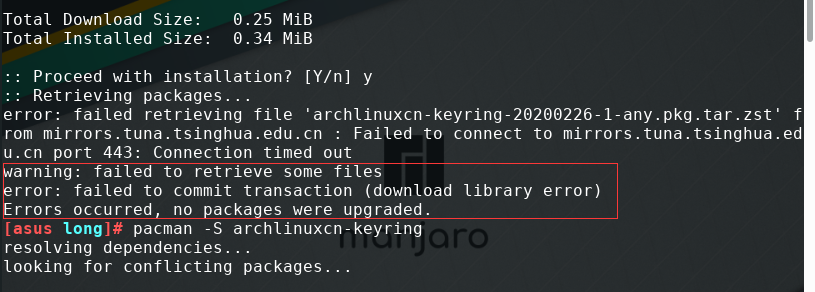 Total Download Size:   0.25 MiB
Total Installed Size:  0.34 MiB
:: Proceed with installation? [Y/n] y
:: Retrieving packages...
error: failed retrieving file 'archlinuxcn-keyring-20200226-1-any.pkg.tar.zst' f
rom mirrors.tuna.tsinghua.edu.cn : Failed to connect to mirrors.tuna.tsinghua.ed
u.cn port 443: Connection timed out
warning: failed to retrieve some files
error: failed to commit transaction (download library error)
Errors occurred, no packages were upgraded.
[asus long]# pacman -S archlinuxcn-keyring
manjaro
resolving dependencies...
looking for conflicting packages...